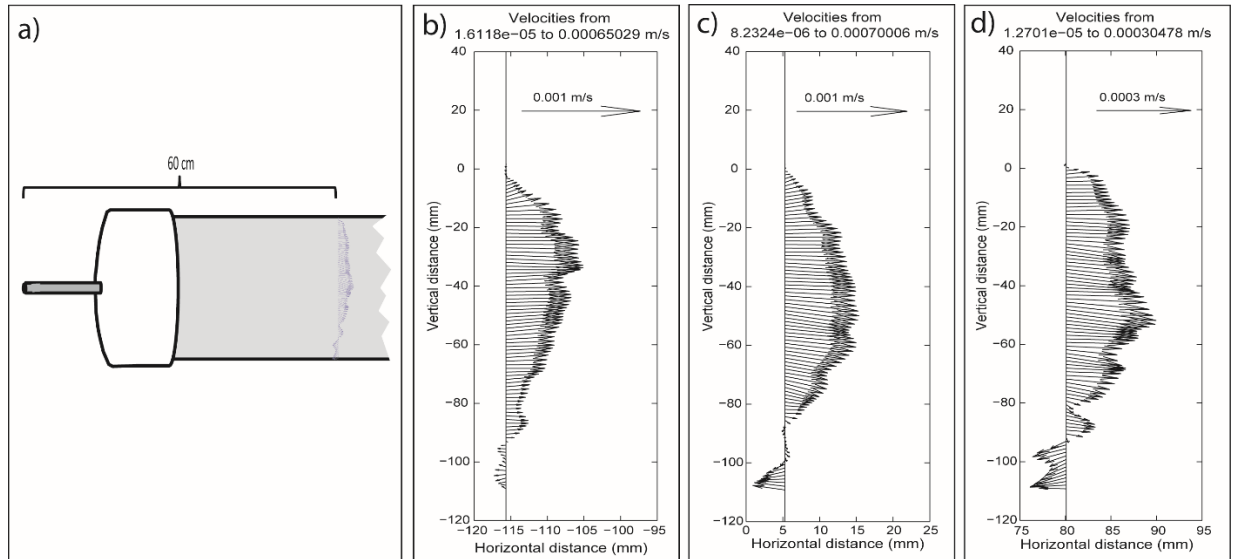 a)
60 cm
b)
Velocities from
1.6118e−05 to 0.00065029 m/s
40
20
0
−20
−40
−60
−80
−100
−120
0.001 m/s
Vertical distance (mm)
−115 −110 −105 −100 −95
Horizontal distance (mm)
c)
Velocities from
8.2324e−06 to 0.00070006 m/s
40
20
0
−20
−40
−60
−80
−100
−120
0.001 m/s
Vertical distance (mm)
0 5 10 15 20 25
Horizontal distance (mm)
d)
Velocities from
1.2701e−05 to 0.00030478 m/s
40
20
0
−20
−40
−60
−80
−100
−120
0.0003 m/s
Vertical distance (mm)
75 80 85 90 95
Horizontal distance (mm)